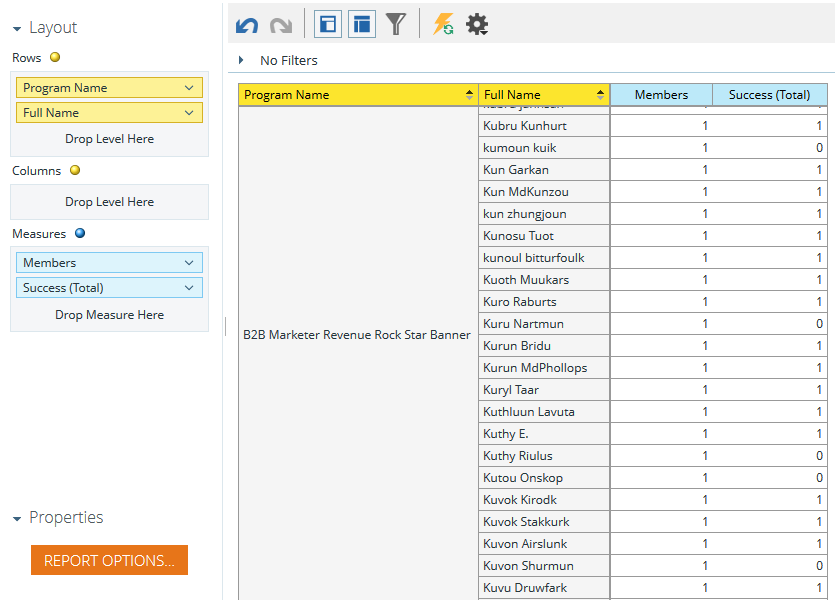 Layout
Rows
Program Name
Full Name
Drop Level Here
Columns
Drop Level Here
Measures
Members
Success (Total)
Drop Measure Here
Properties
REPORT OPTIONS...
No Filters
Program Name Full Name Members Success (Total)
B2B Marketer Revenue Rock Star Banner
Kubru Kunhurt 1 1
kumoun kuik 1 0
Kun Garkan 1 1
Kun MdKunzou 1 1
kun zhungjoun 1 1
Kunosu Tuot 1 1
kunoul bitturfoulk 1 1
Kuoth Muukars 1 1
Kuro Raburts 1 1
Kuru Nartmun 1 0
Kurun Bridu 1 1
Kurun MdPhollops 1 1
Kuryl Taar 1 1
Kuthluun Lavuta 1 1
Kuthy E. 1 1
Kuthy Riulus 1 0
Kutou Onskop 1 0
Kuvok Kirodk 1 1
Kuvok Stakkurk 1 1
Kuvon Airslunk 1 1
Kuvon Shurmun 1 0
Kuvu Druwfark 1 1